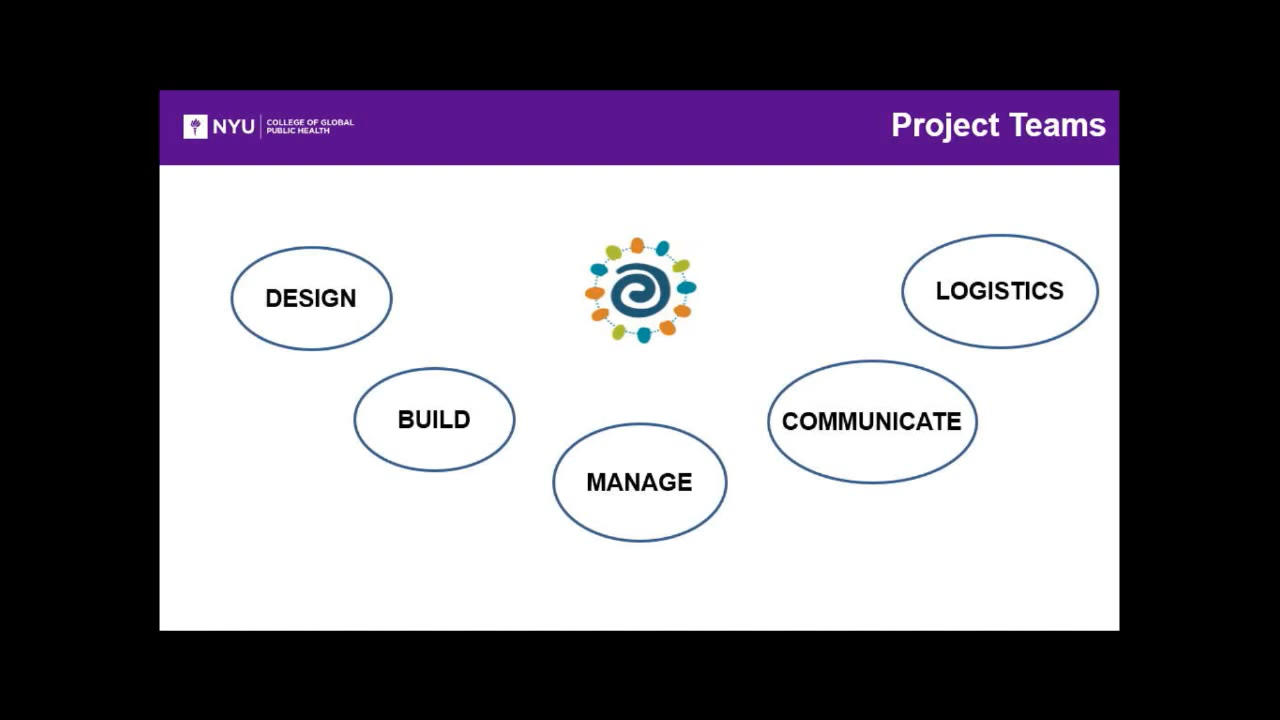 NYU
COLLEGE OF GLOBAL
PUBLIC HEALTH
Project Teams
DESIGN
LOGISTICS
BUILD
COMMUNICATE
MANAGE